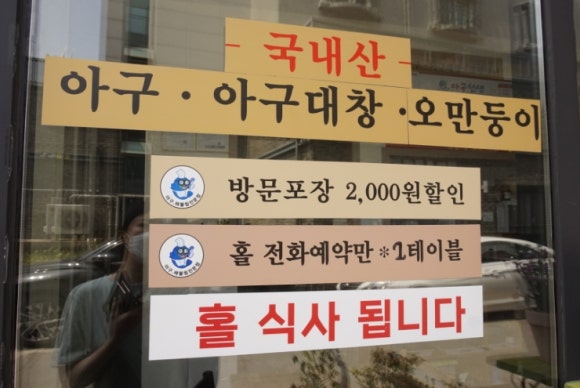 - 국내산 -
아구 · 아구대창 · 오만둥이
방문포장 2,000원할인
홀 전화예약만 *2테이블
홀 식사 됩니다